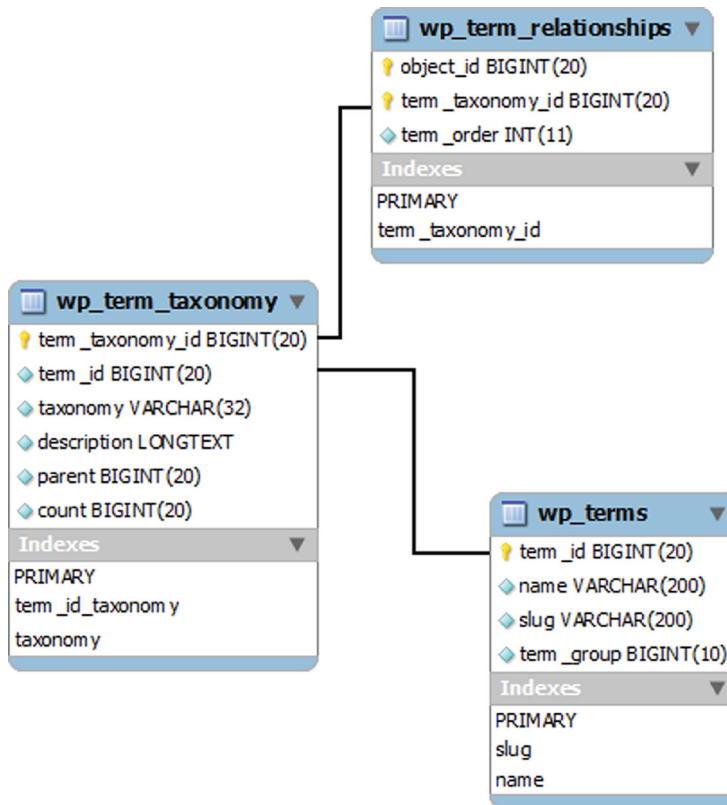 wp_term_relationships
object_id BIGINT(20)
term_taxonomy_id BIGINT(20)
term_order INT(11)
Indexes
PRIMARY
term_taxonomy_id
wp_term_taxonomy
term_taxonomy_id BIGINT(20)
term_id BIGINT(20)
taxonomy VARCHAR(32)
description LONGTEXT
parent BIGINT(20)
count BIGINT(20)
Indexes
PRIMARY
term_id_taxonomy
taxonomy
wp_terms
term_id BIGINT(20)
name VARCHAR(200)
slug VARCHAR(200)
term_group BIGINT(10)
Indexes
PRIMARY
slug
name